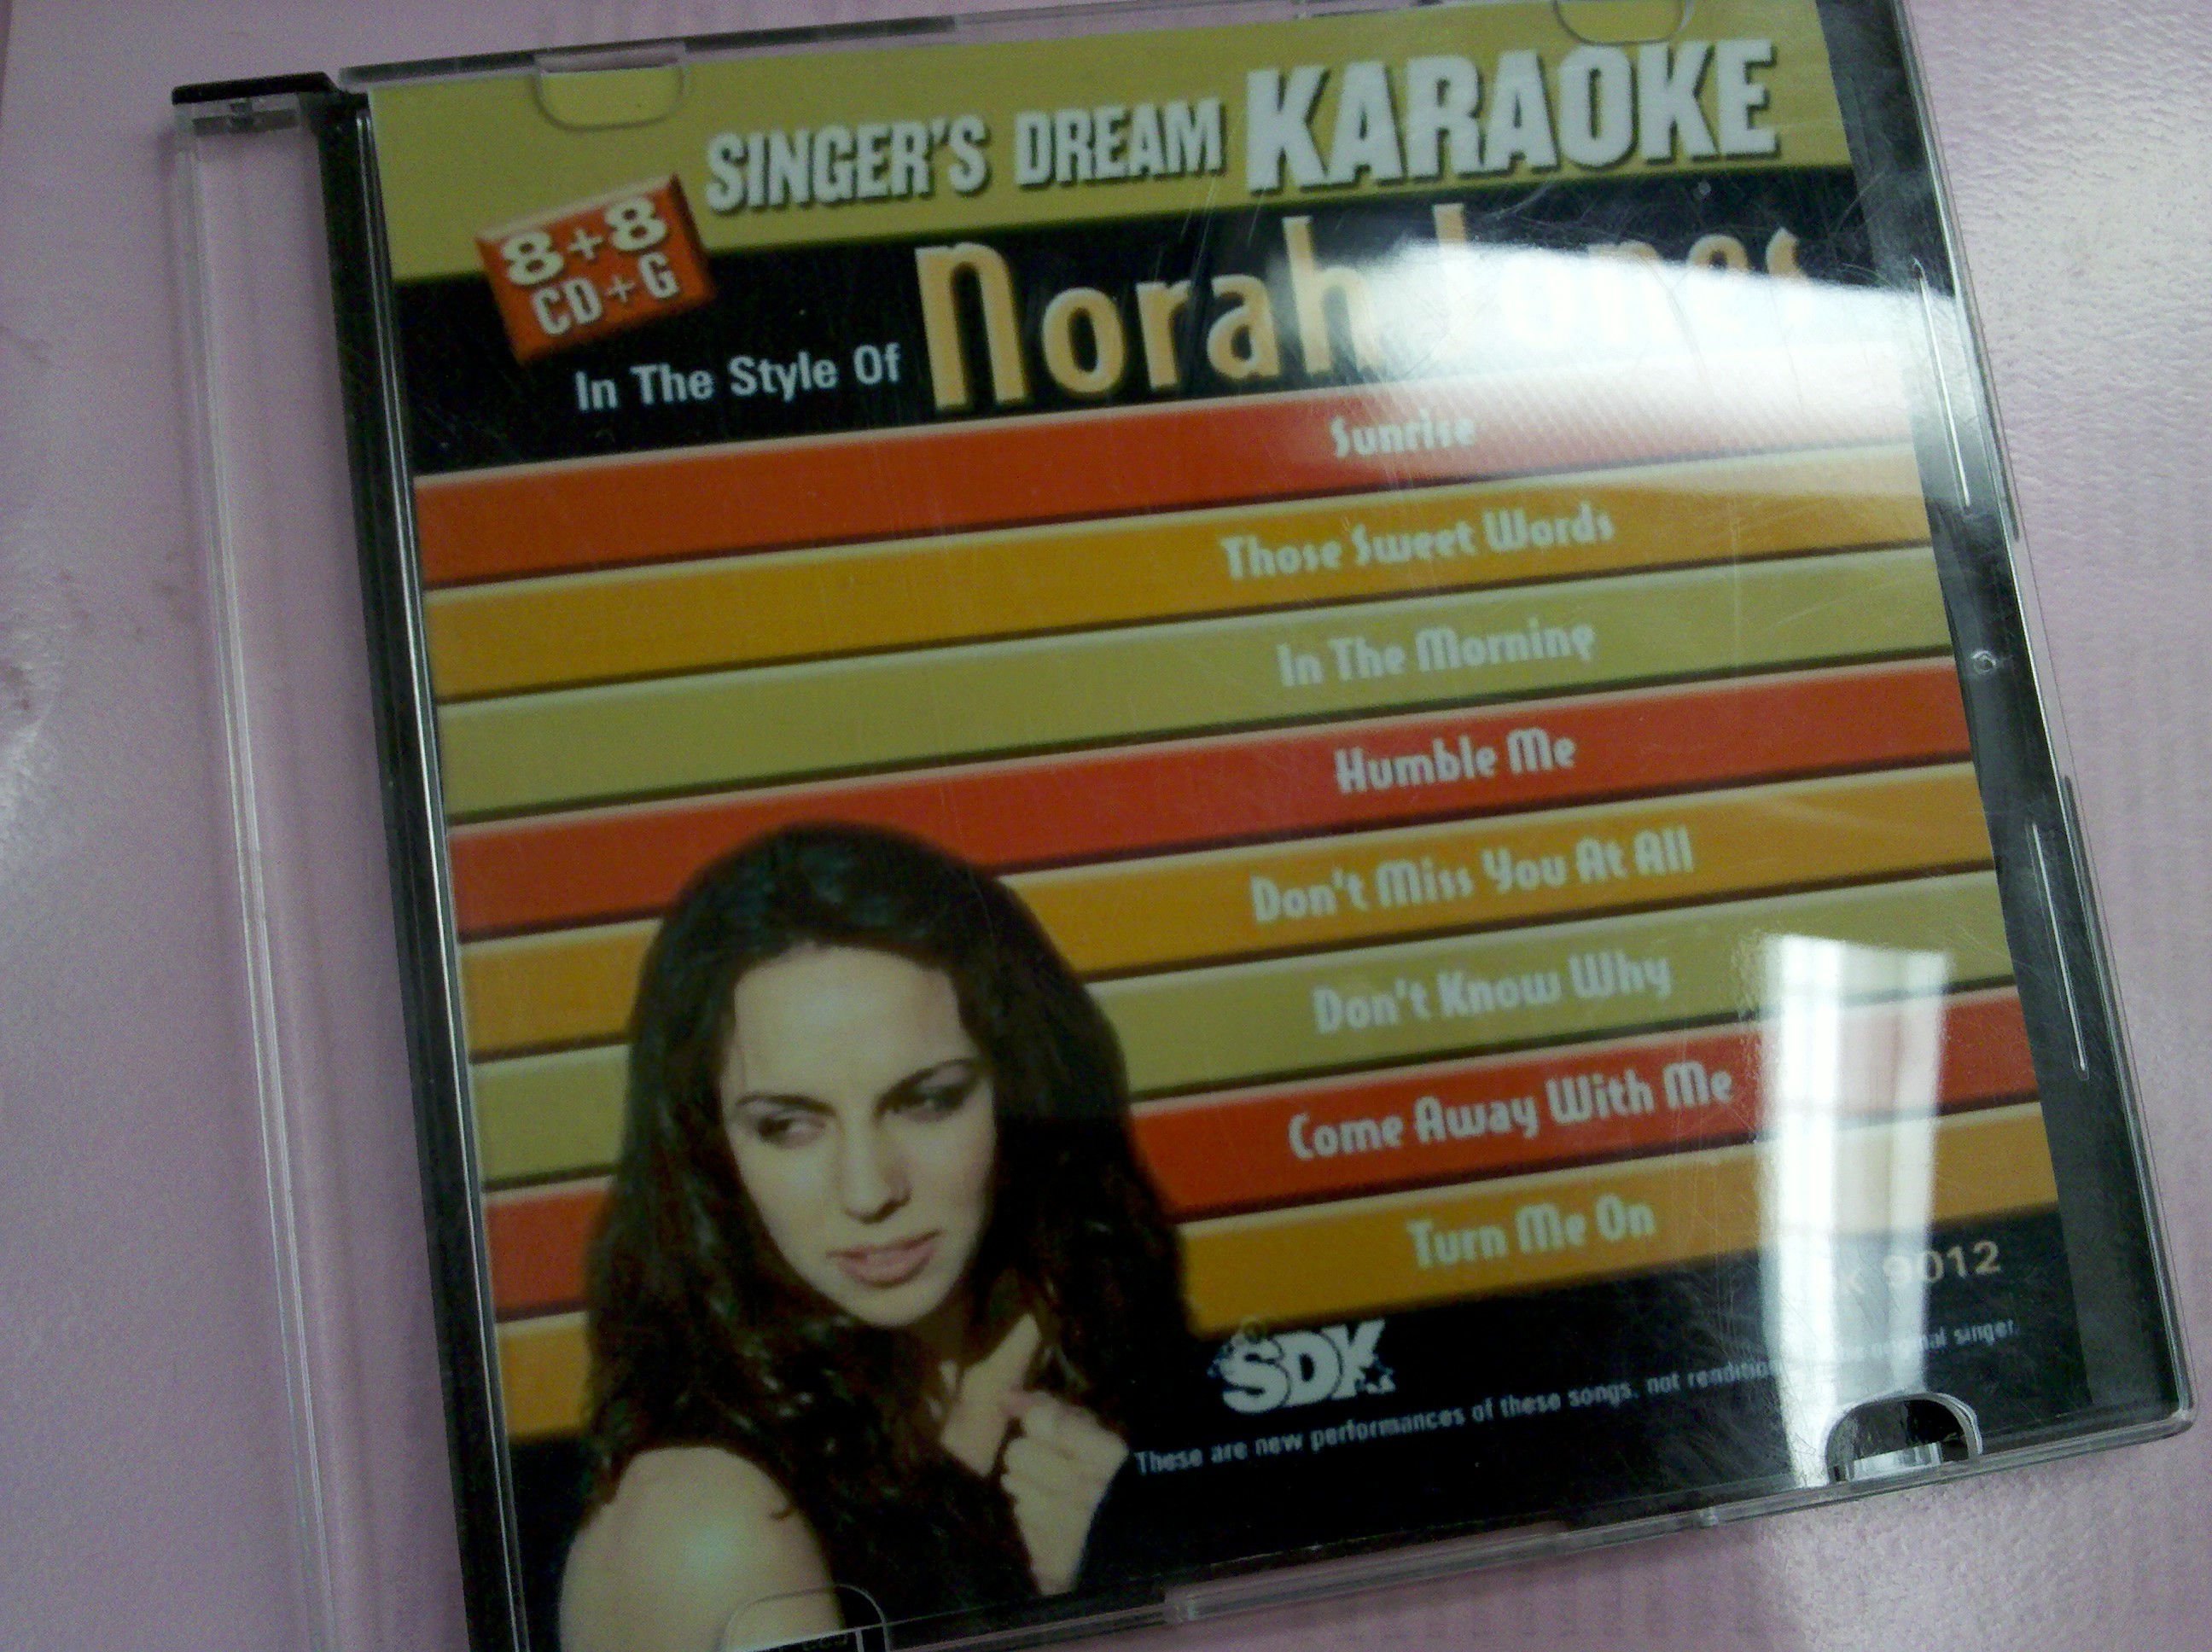 SINGER'S DREAM KARAOKE
8+8
CD+G
In The Style Of Norah Jones
Sunrise
Those Sweet Words
In The Morning
Humble Me
Don't Miss You At All
Don't Know Why
Come Away With Me
Turn Me On
9012
SDK
These are new performances of these songs, not original singer.